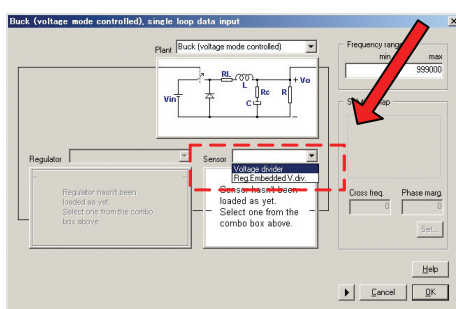 Buck (voltage mode controlled), single loop data input
Plant Buck (voltage mode controlled)
Frequency range
min max
999000
RL
L
+ Vo
Vin
Rc
R
C
Regulator
Sensor
Voltage divider
Reg.Embedded V.div.
Regulator hasn't been
loaded as yet.
Select one from the combo
box above
Sensor hasn't been
loaded as yet.
Select one from the
combo box above.
Cross freq. Phase marg.
0 0
Set...
Help
Cancel OK